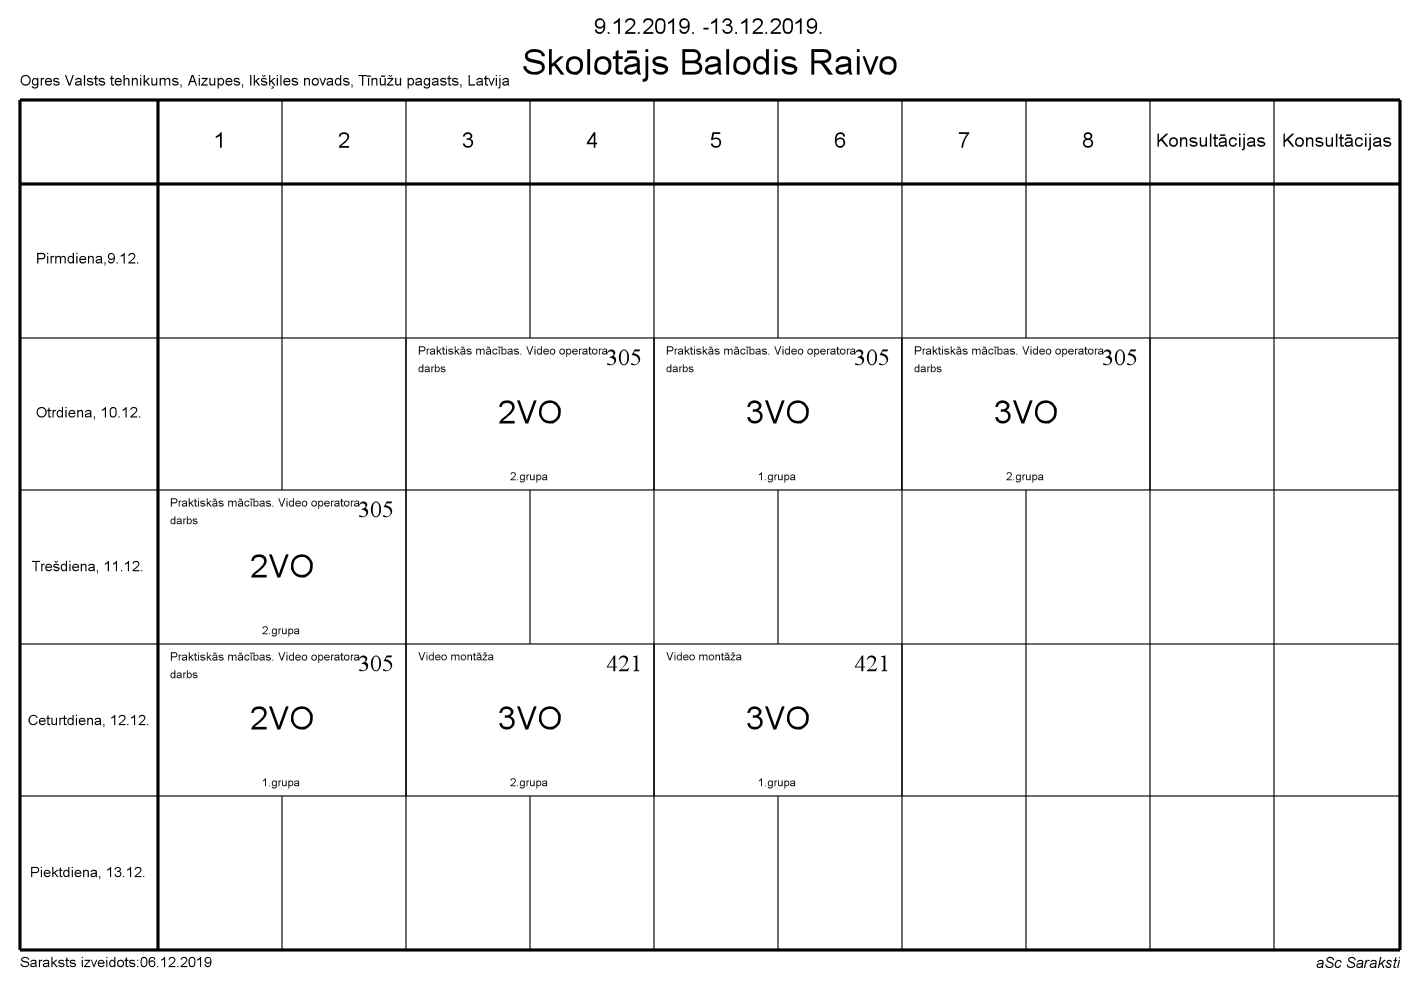 9.12.2019. -13.12.2019.
Skolotājs Balodis Raivo
Ogres Valsts tehnikums, Aizupes, Ikšķiles novads, Tīnūžu pagasts, Latvija
1 2 3 4 5 6 7 8 Konsultācijas Konsultācijas
Pirmdiena,9.12.
Otrdiena, 10.12.
Praktiskās mācības. Video operatora
darbs
305
2VO
2.grupa
Praktiskās mācības. Video operatora
darbs
305
3VO
1.grupa
Praktiskās mācības. Video operatora
darbs
305
3VO
2.grupa
Trešdiena, 11.12.
Praktiskās mācības. Video operatora
darbs
305
2VO
2.grupa
Ceturtdiena, 12.12.
Praktiskās mācības. Video operatora
darbs
305
2VO
1.grupa
Video montāža
421
3VO
2.grupa
Video montāža
421
3VO
1.grupa
Piektdiena, 13.12.
Saraksts izveidots:06.12.2019
aSc Saraksti